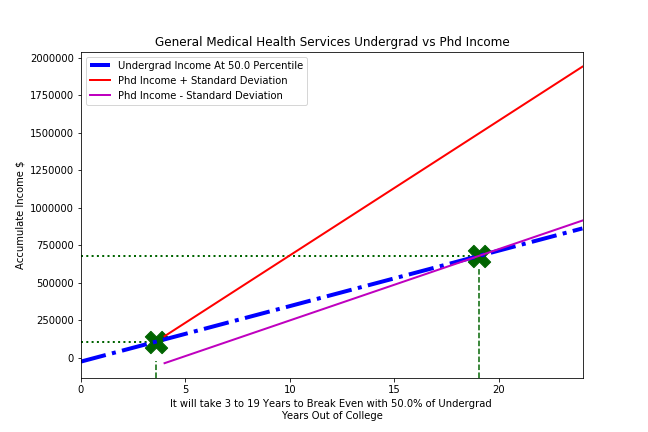 General Medical Health Services Undergrad vs Phd Income
2000000
1750000
1500000
1250000
1000000
750000
500000
250000
0
Accumulate Income $
Undergrad Income At 50.0 Percentile
Phd Income + Standard Deviation
Phd Income - Standard Deviation
0 5 10 15 20
It will take 3 to 19 Years to Break Even with 50.0% of Undergrad
Years Out of College